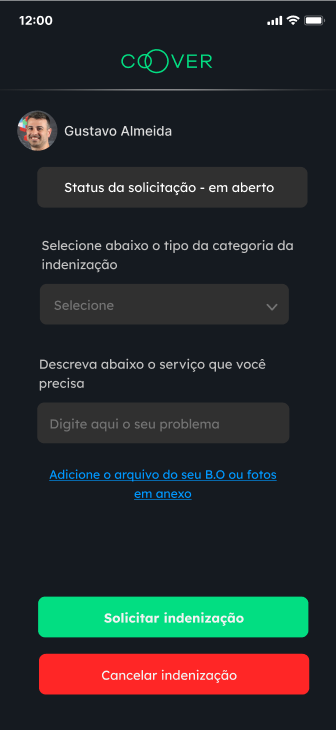 12:00
COOVER
Gustavo Almeida
Status da solicitação - em aberto
Selecione abaixo o tipo da categoria da
indenização
Selecione
Descreva abaixo o serviço que você
precisa
Digite aqui o seu problema
Adicione o arquivo do seu B.O ou fotos
em anexo
Solicitar indenização
Cancelar indenização